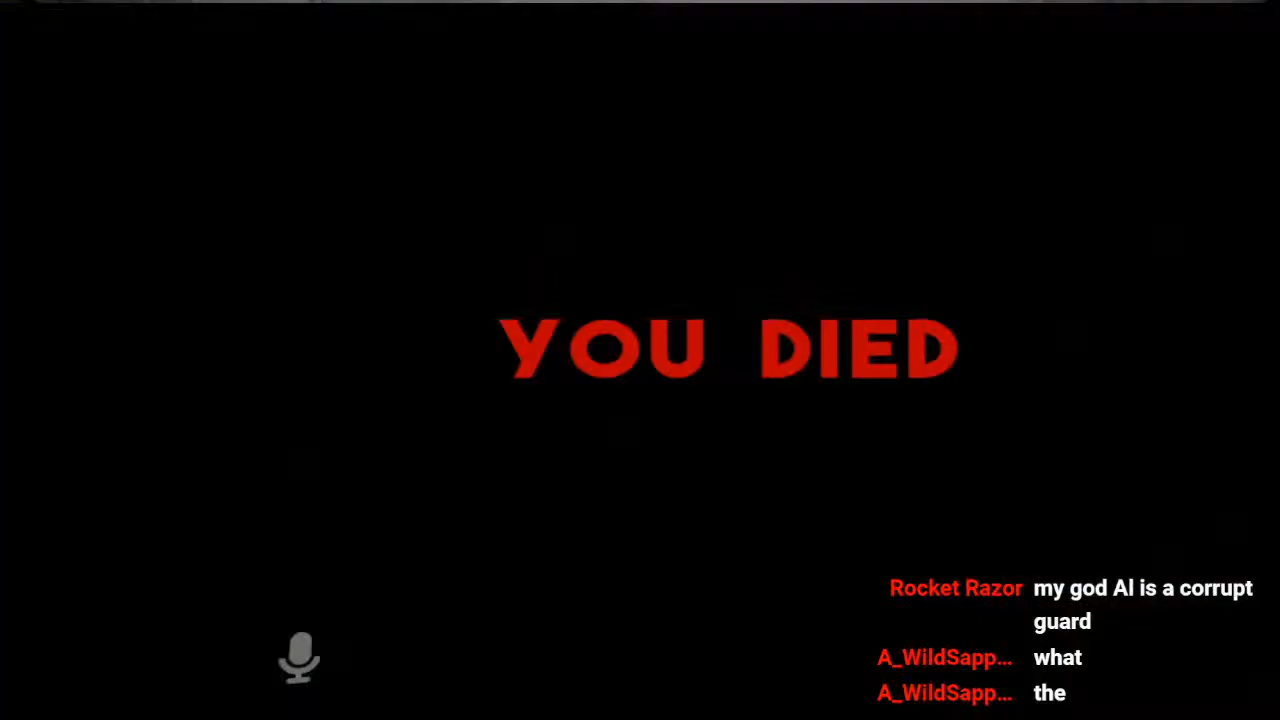 YOU DIED
Rocket Razor my god AI is a corrupt
guard
A_WildSapp... what
A_WildSapp... the